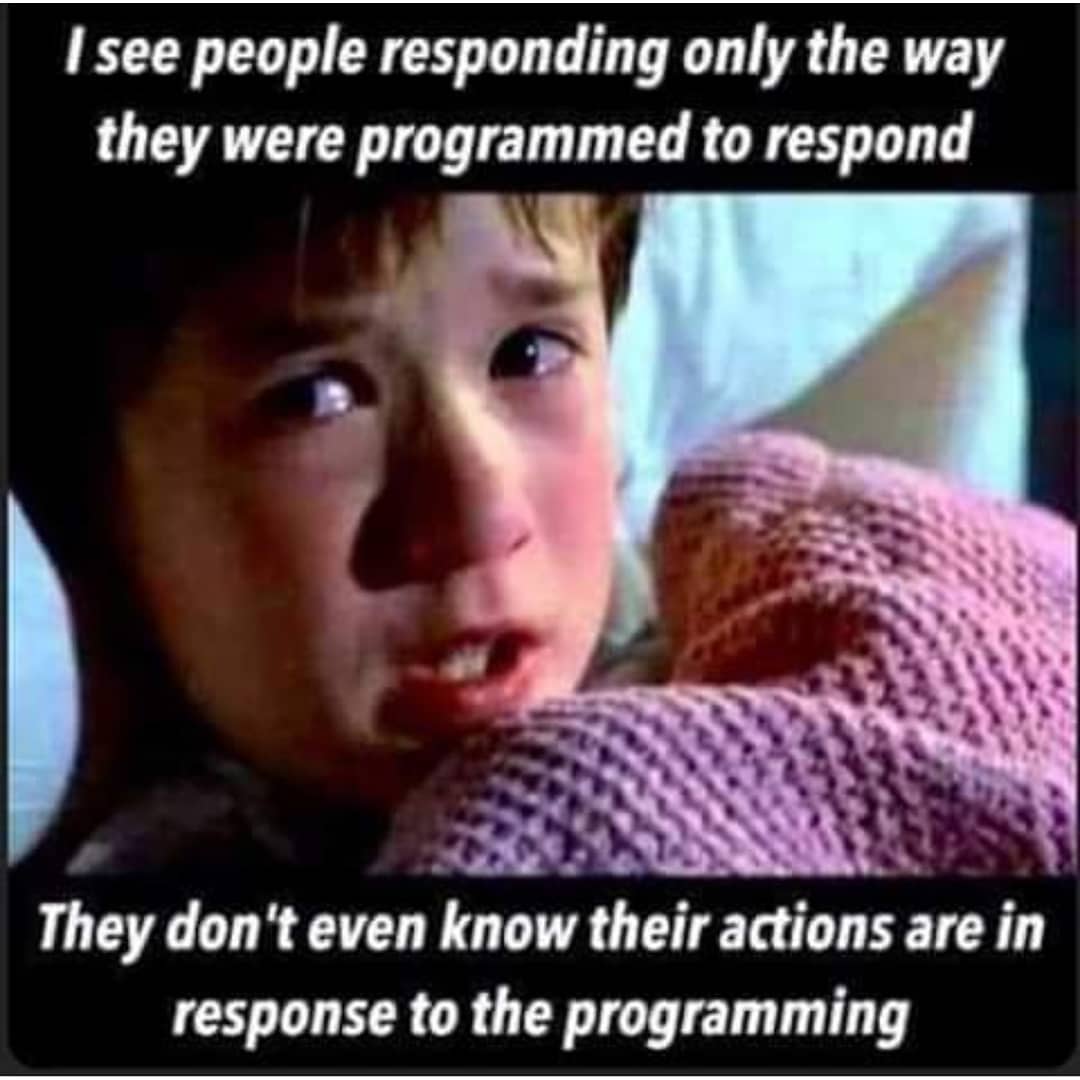 I see people responding only the way
they were programmed to respond
They don't even know their actions are in
response to the programming